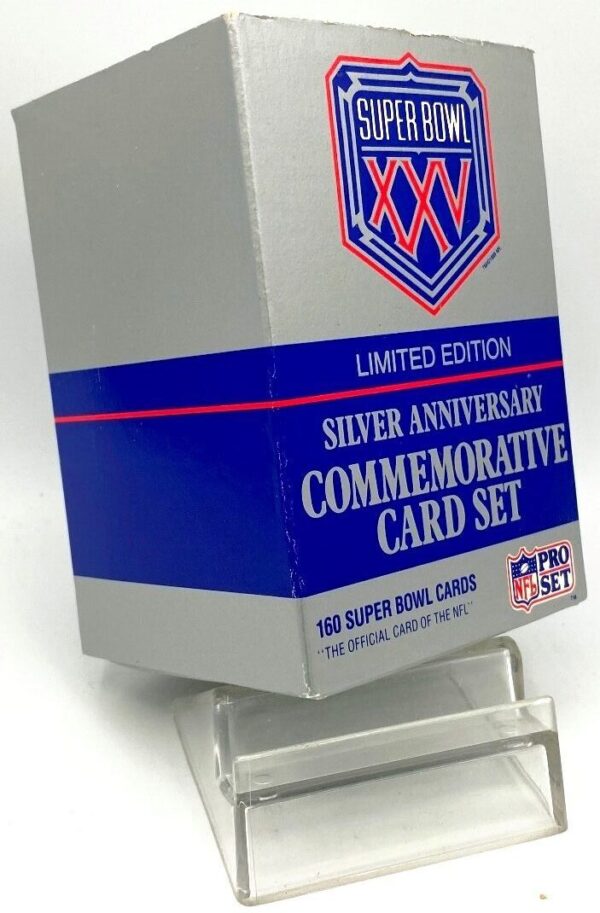 SUPER BOWL
XXV
LIMITED EDITION
SILVER ANNIVERSARY
COMMEMORATIVE
CARD SET
160 SUPER BOWL CARDS
"THE OFFICIAL CARD OF THE NFL"
NFL PRO
SET
TM